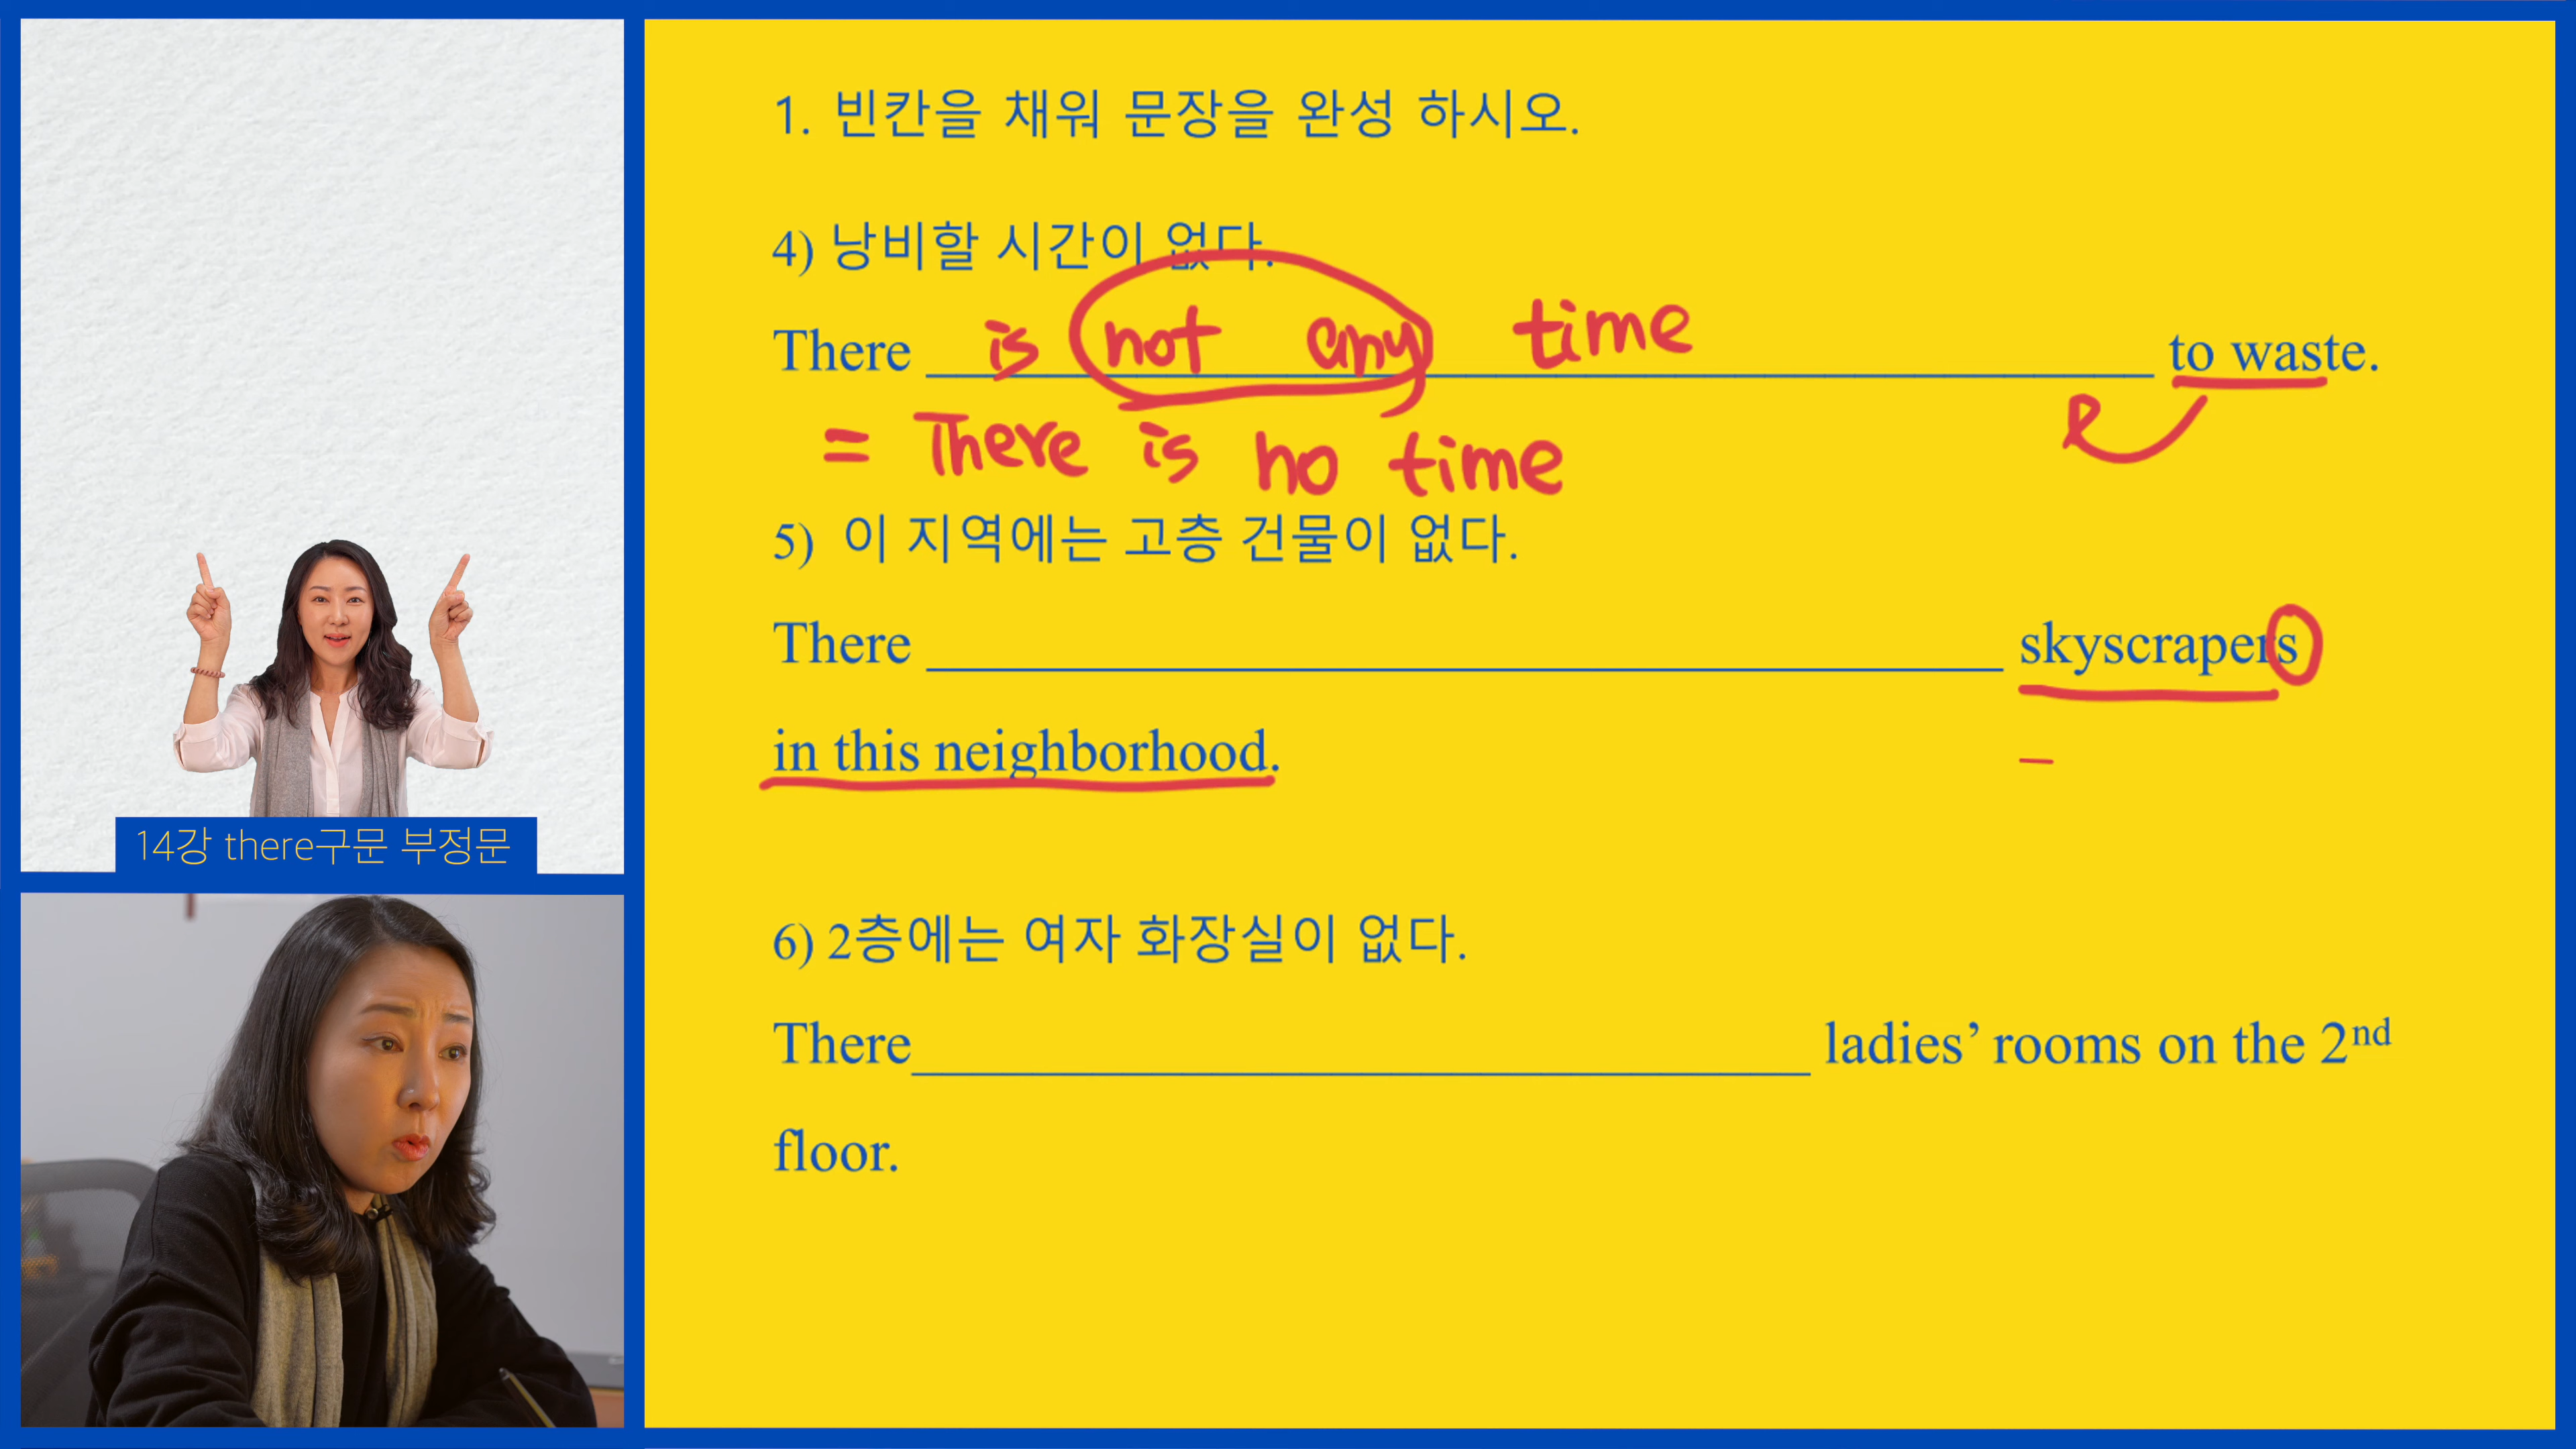 1. 빈칸을 채워 문장을 완성 하시오.
4) 낭비할 시간이 없다.
There is not any time to waste.
= There is no time
5) 이 지역에는 고층 건물이 없다.
There skyscrapers
in this neighborhood.
6) 2층에는 여자 화장실이 없다.
There ladies’ rooms on the 2nd
floor.
14강 there구문 부정문